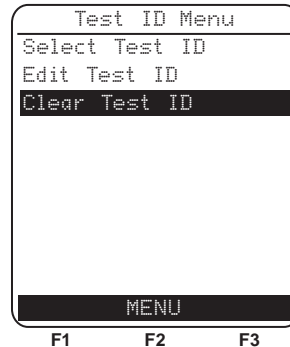 Test ID Menu
Select Test ID
Edit Test ID
Clear Test ID
MENU
F1 F2 F3